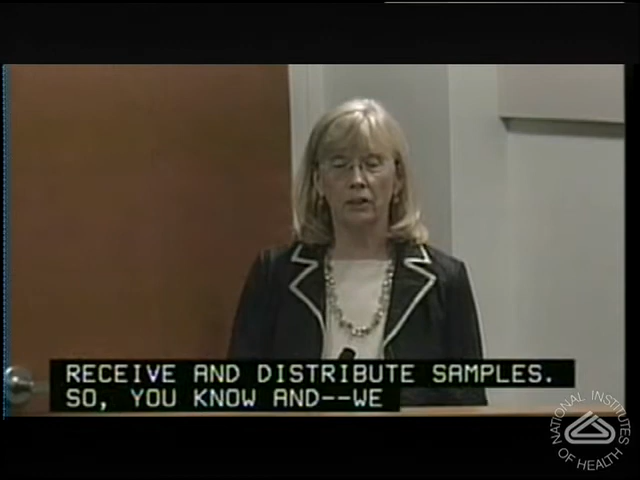 RECEIVE AND DISTRIBUTE SAMPLES.
SO, YOU KNOW AND--WE
NATIONAL INSTITUTES
OF HEALTH